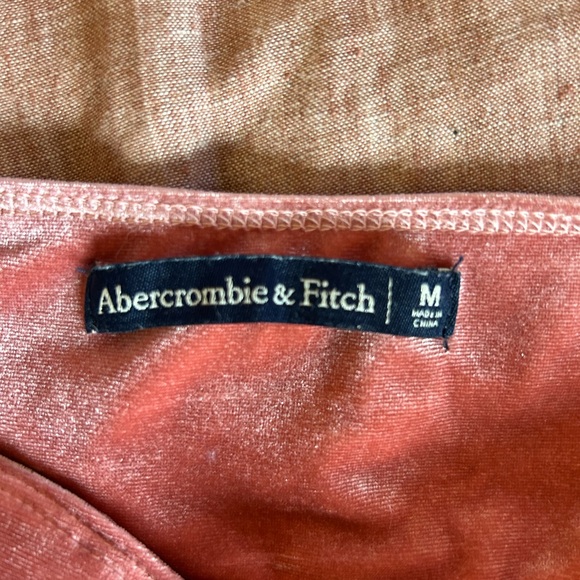 Abercrombie & Fitch | M
MADE IN
CHINA